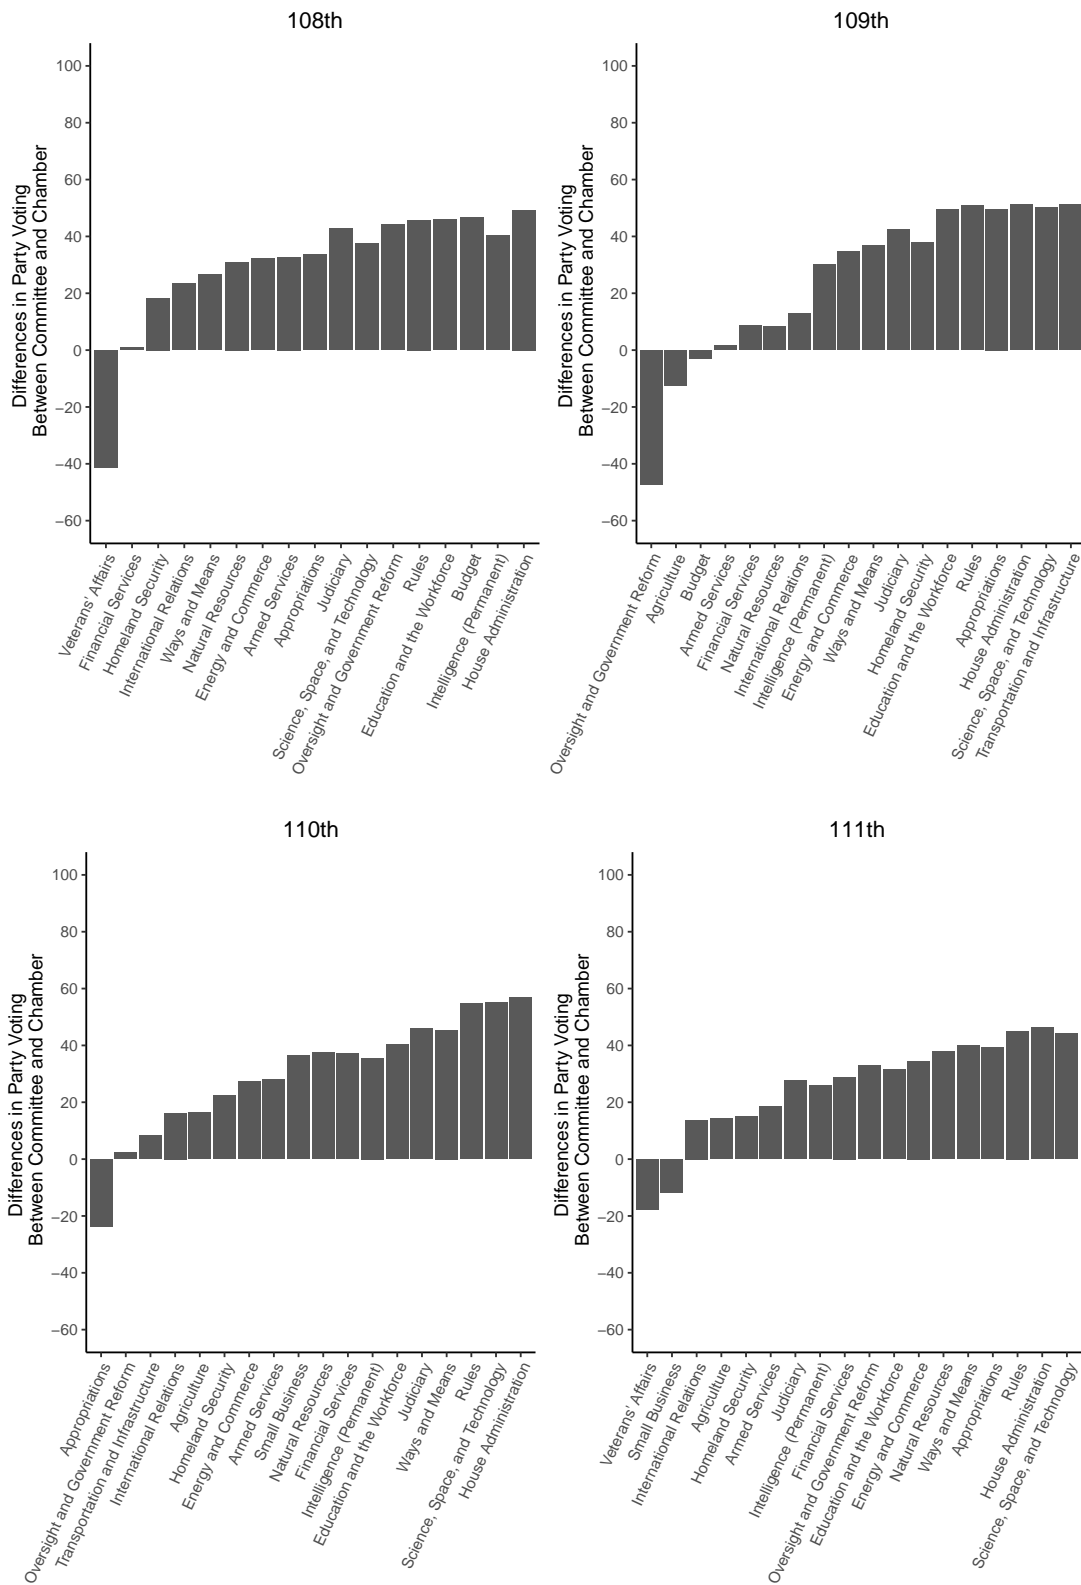 108th
Differences in Party Voting
Between Committee and Chamber
100
80
60
40
20
0
−20
−40
−60
Veterans' Affairs
Financial Services
Homeland Security
International Relations
Ways and Means
Natural Resources
Energy and Commerce
Armed Services
Appropriations
Judiciary
Science, Space, and Technology
Oversight and Government Reform
Rules
Education and the Workforce
Budget
Intelligence (Permanent)
House Administration
109th
Differences in Party Voting
Between Committee and Chamber
100
80
60
40
20
0
−20
−40
−60
Oversight and Government Reform
Agriculture
Budget
Armed Services
Financial Services
Natural Resources
International Relations
Intelligence (Permanent)
Energy and Commerce
Ways and Means
Judiciary
Homeland Security
Education and the Workforce
Rules
Appropriations
House Administration
Science, Space, and Technology
Transportation and Infrastructure
110th
Differences in Party Voting
Between Committee and Chamber
100
80
60
40
20
0
−20
−40
−60
Appropriations
Oversight and Government Reform
Transportation and Infrastructure
International Relations
Agriculture
Homeland Security
Energy and Commerce
Armed Services
Small Business
Natural Resources
Financial Services
Intelligence (Permanent)
Education and the Workforce
Judiciary
Ways and Means
Rules
Science, Space, and Technology
House Administration
111th
Differences in Party Voting
Between Committee and Chamber
100
80
60
40
20
0
−20
−40
−60
Veterans' Affairs
Small Business
International Relations
Agriculture
Homeland Security
Armed Services
Judiciary
Intelligence (Permanent)
Financial Services
Oversight and Government Reform
Education and the Workforce
Energy and Commerce
Natural Resources
Ways and Means
Appropriations
Rules
House Administration
Science, Space, and Technology